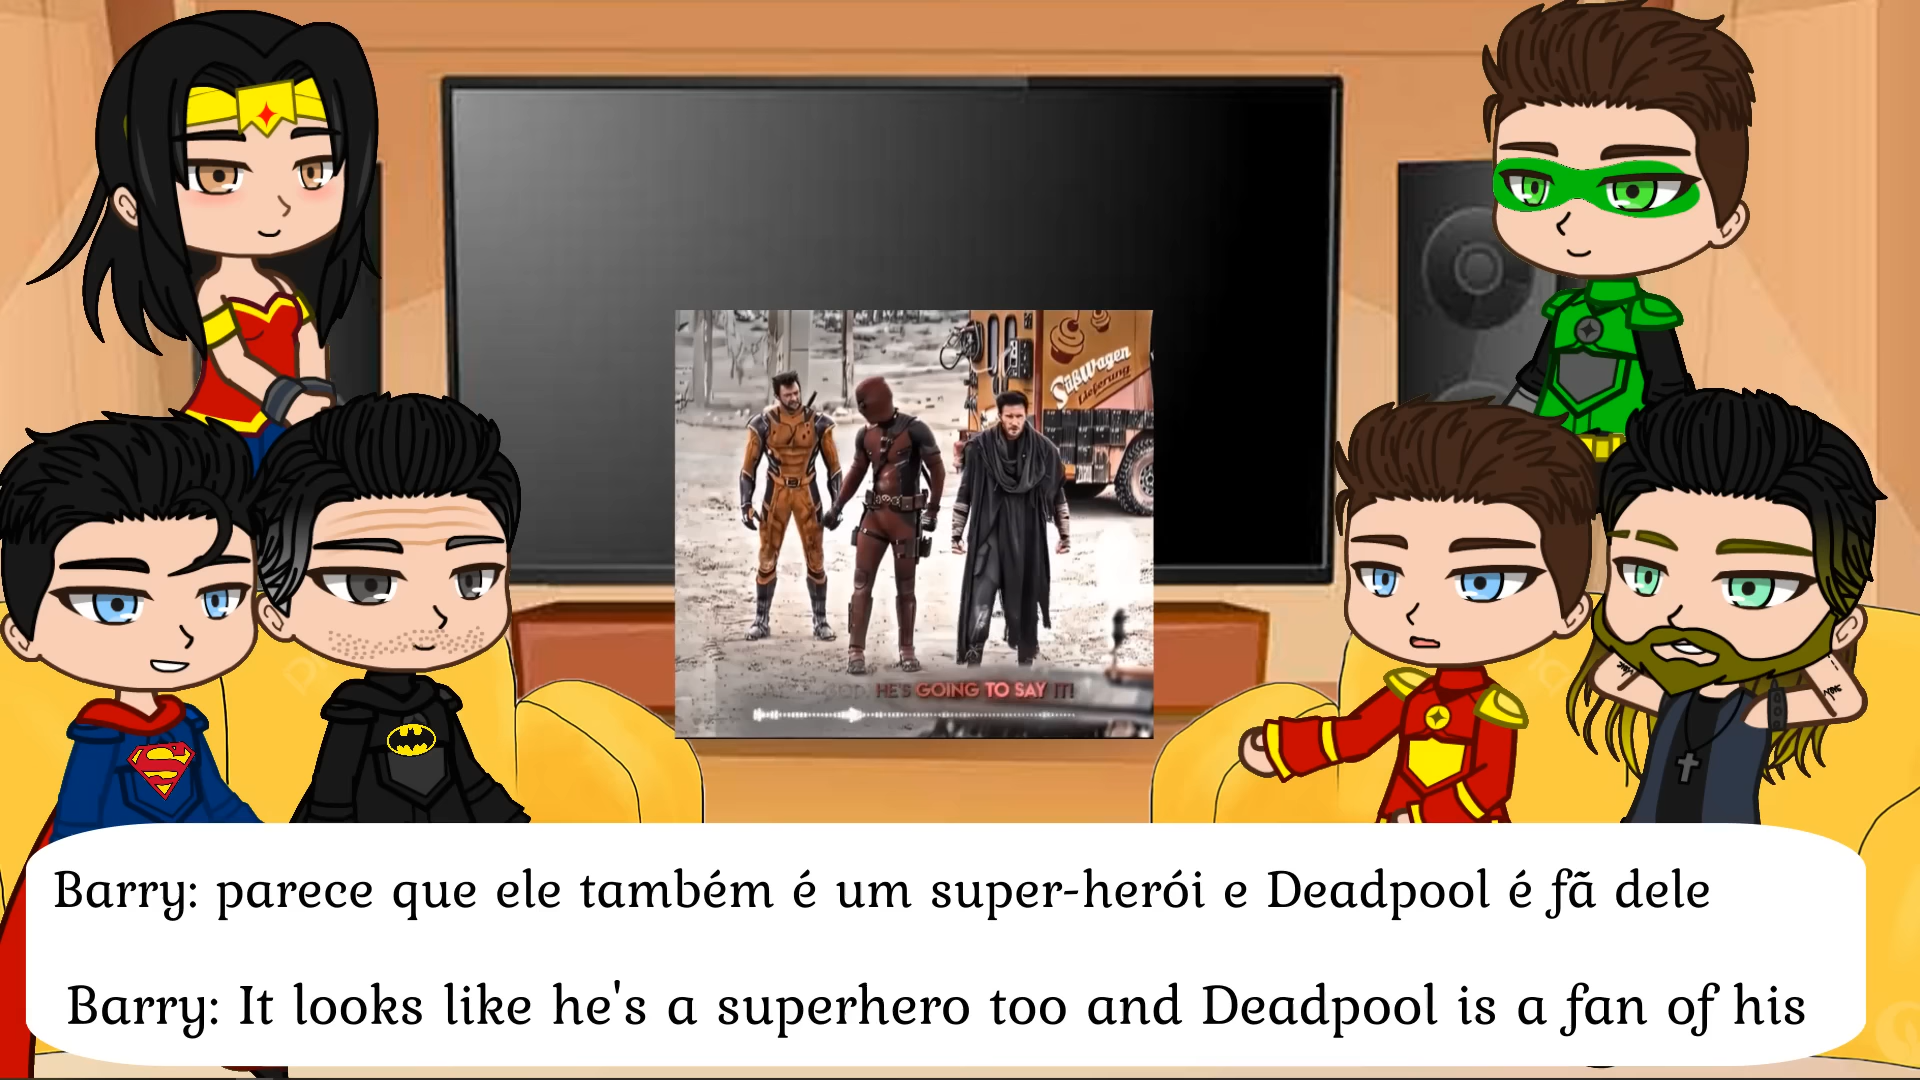 Süßwagen
Lieferung
GOD, HE'S GOING TO SAY IT!
Barry: parece que ele também é um super-herói e Deadpool é fã dele
Barry: It looks like he's a superhero too and Deadpool is a fan of his